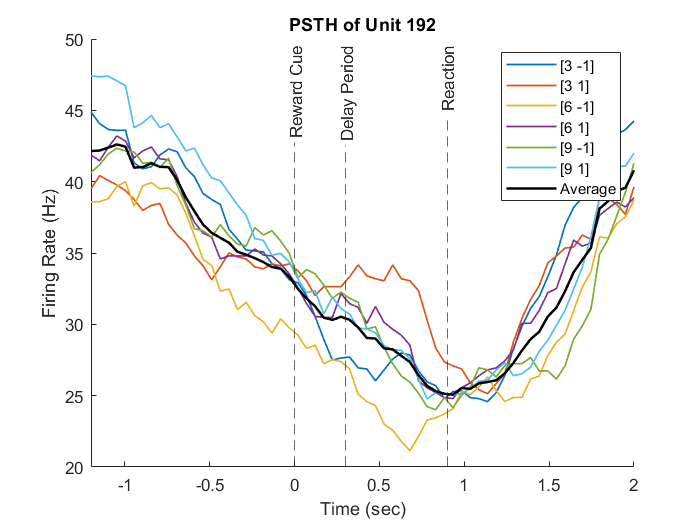 PSTH of Unit 192
50
45
40
35
30
25
20
Firing Rate (Hz)
Reward Cue
Delay Period
Reaction
[3 -1]
[3 1]
[6 -1]
[6 1]
[9 -1]
[9 1]
Average
-1
-0.5
0
0.5
1
1.5
2
Time (sec)